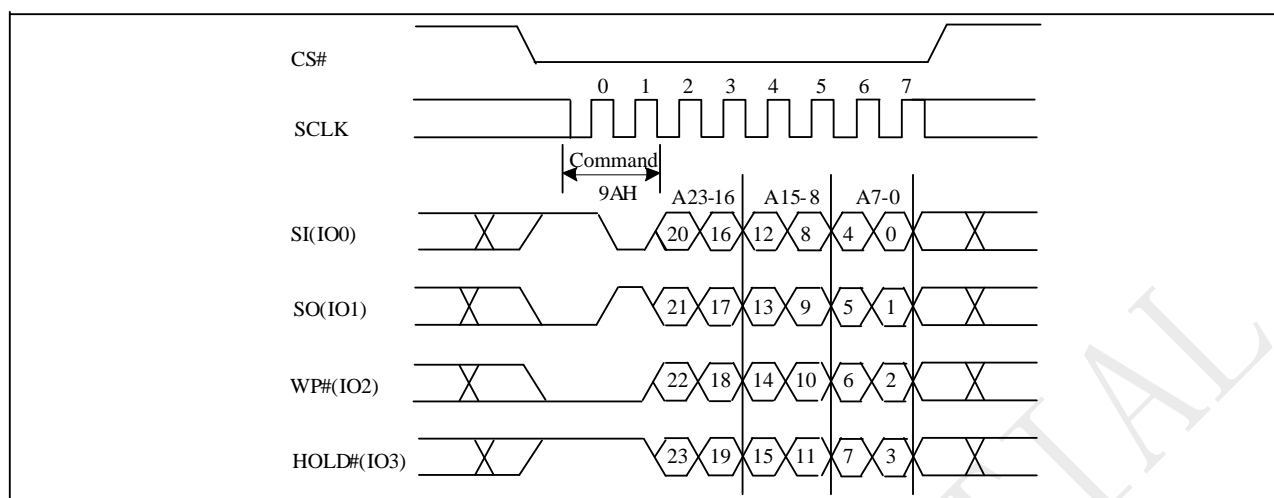 CS#
0 1 2 3 4 5 6 7
SCLK
Command
9AH
A23-16 A15-8 A7-0
SI(IO0) 20 16 12 8 4 0
SO(IO1) 21 17 13 9 5 1
WP#(IO2) 22 18 14 10 6 2
HOLD#(IO3) 23 19 15 11 7 3